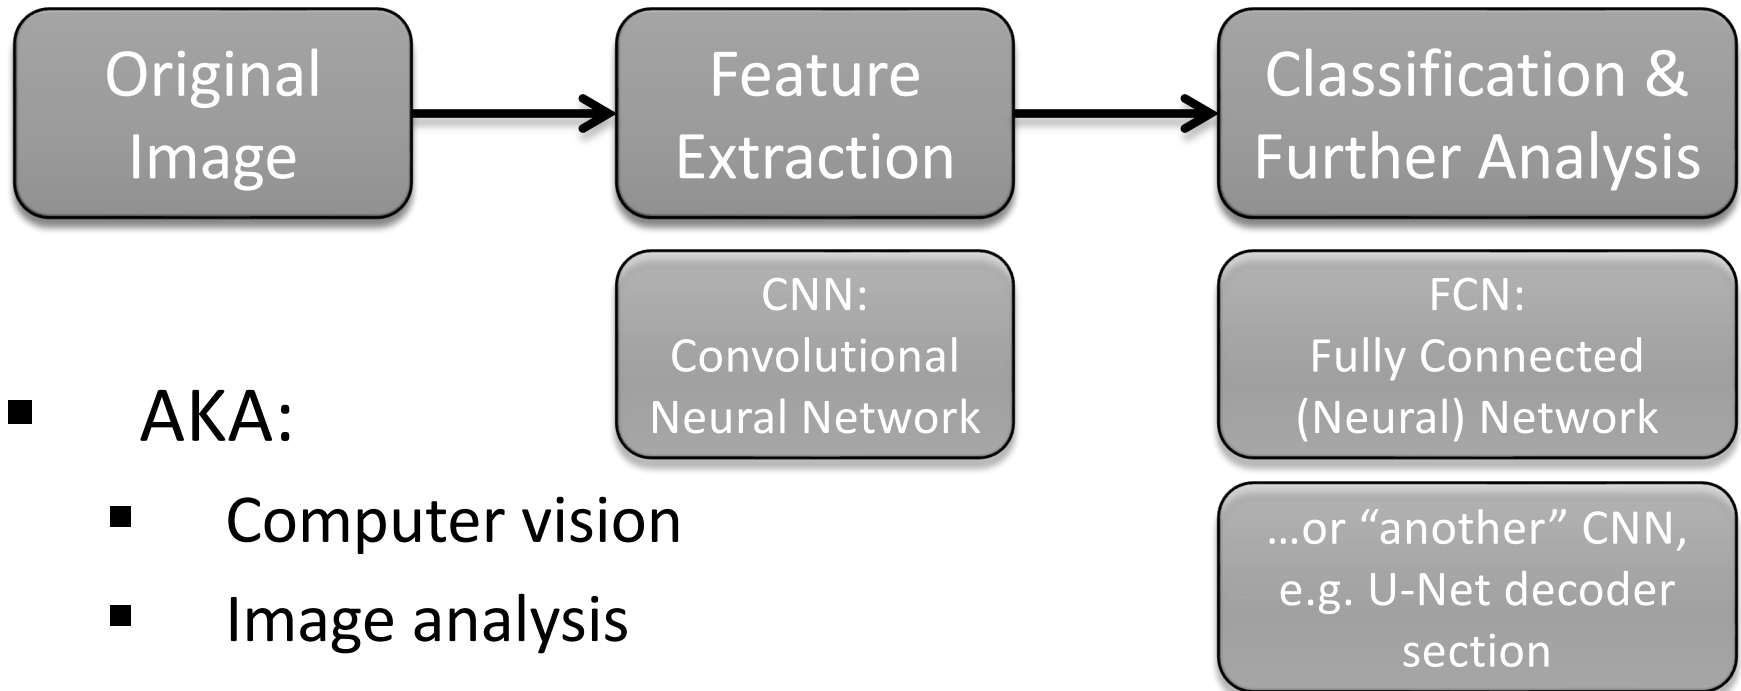 Original
Image
Feature
Extraction
Classification &
Further Analysis
CNN:
Convolutional
Neural Network
FCN:
Fully Connected
(Neural) Network
…or “another” CNN,
e.g. U-Net decoder
section
▪ AKA:
▪ Computer vision
▪ Image analysis